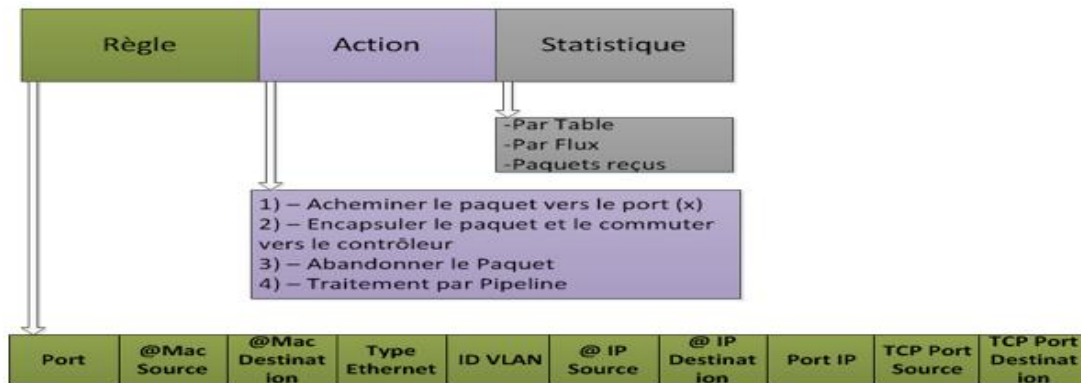 Règle
Action
Statistique
-Par Table
-Par Flux
-Paquets reçus
1) – Acheminer le paquet vers le port (x)
2) – Encapsuler le paquet et le commuter
vers le contrôleur
3) – Abandonner le Paquet
4) – Traitement par Pipeline
Port
@Mac
Source
@Mac
Destinat
ion
Type
Ethernet
ID VLAN
@ IP
Source
@ IP
Destinat
ion
Port IP
TCP Port
Source
TCP Port
Destinat
ion